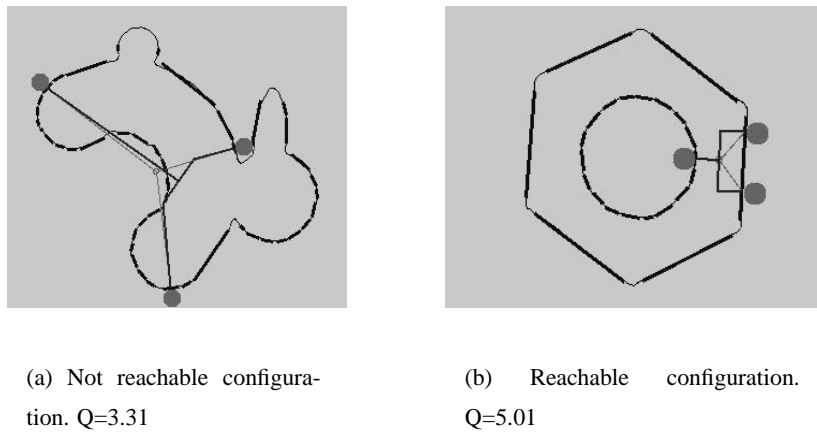 (a) Not reachable configura-
tion. Q=3.31
(b) Reachable configuration.
Q=5.01